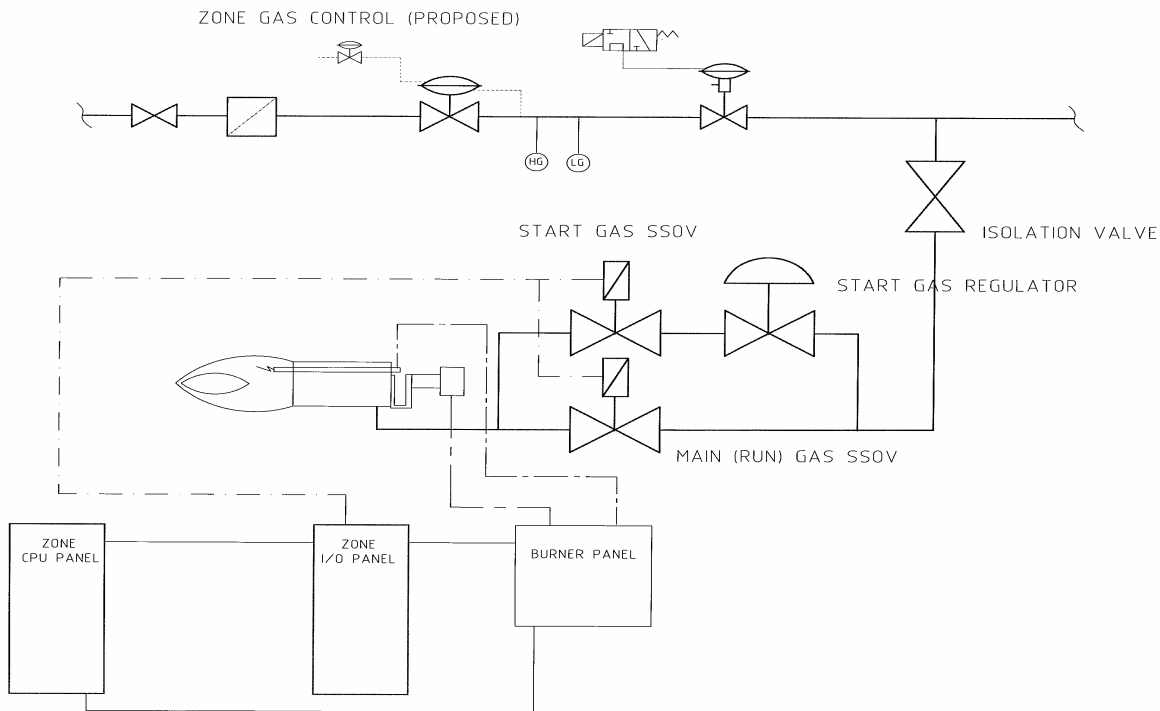 ZONE GAS CONTROL (PROPOSED)
HG
LG
START GAS SSOV
ISOLATION VALVE
START GAS REGULATOR
MAIN (RUN) GAS SSOV
ZONE
CPU PANEL
ZONE
I/O PANEL
BURNER PANEL